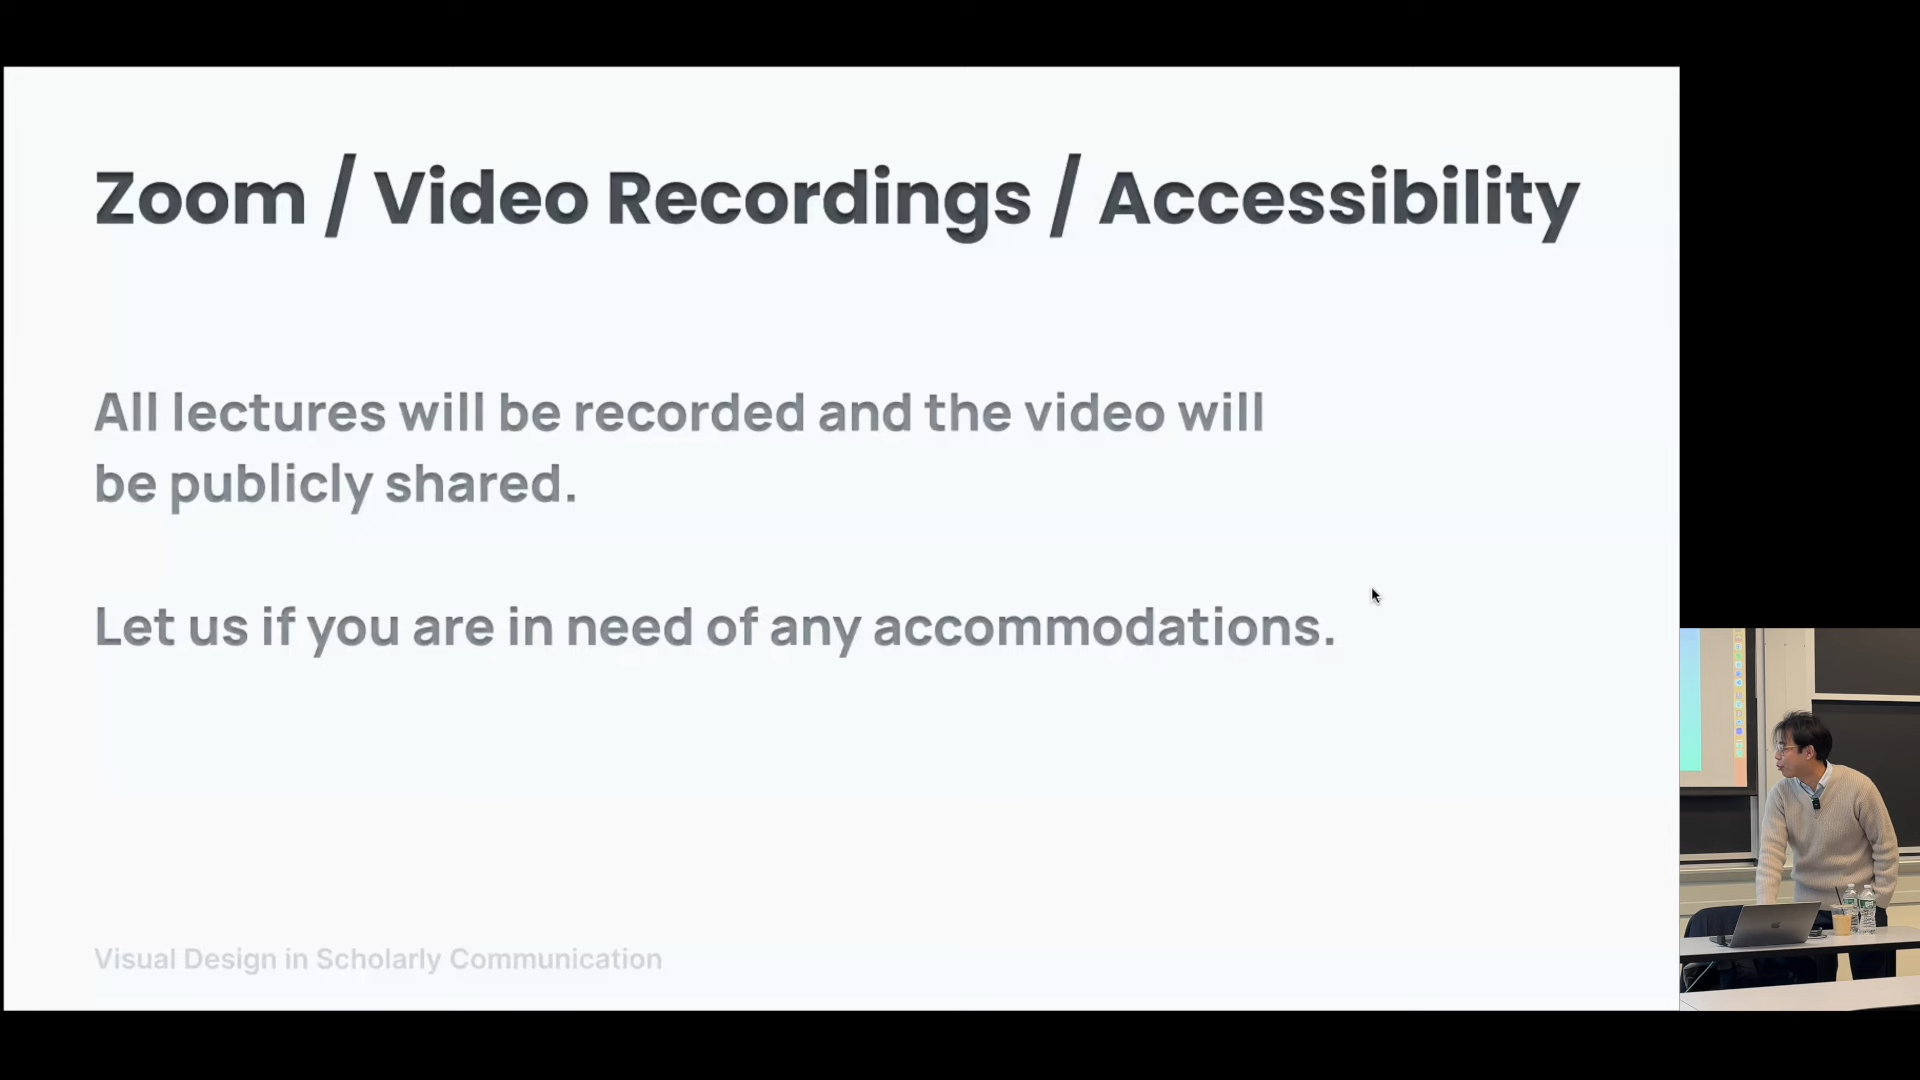 Zoom / Video Recordings / Accessibility
All lectures will be recorded and the video will
be publicly shared.
Let us if you are in need of any accommodations.
Visual Design in Scholarly Communication